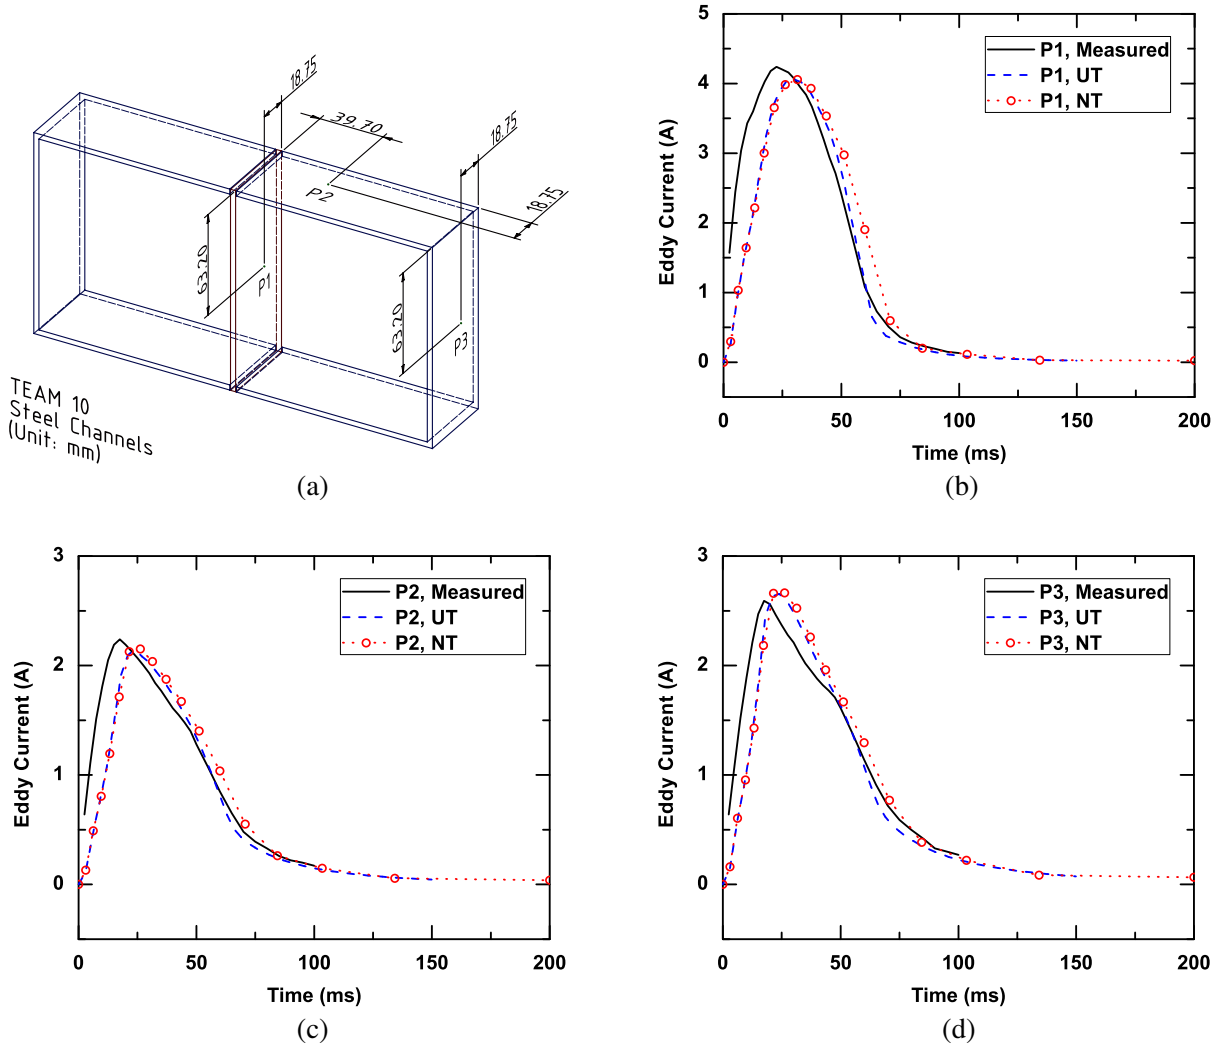 18.75
39.70
18.75
18.75
P2
63.20
P1
63.20
P3
TEAM 10
Steel Channels
(Unit: mm)
(a)
5
4
3
2
1
0
Eddy Current (A)
P1, Measured
P1, UT
P1, NT
0
50
100
150
200
Time (ms)
(b)
3
2
1
0
Eddy Current (A)
P2, Measured
P2, UT
P2, NT
0
50
100
150
200
Time (ms)
(c)
3
2
1
0
Eddy Current (A)
P3, Measured
P3, UT
P3, NT
0
50
100
150
200
Time (ms)
(d)